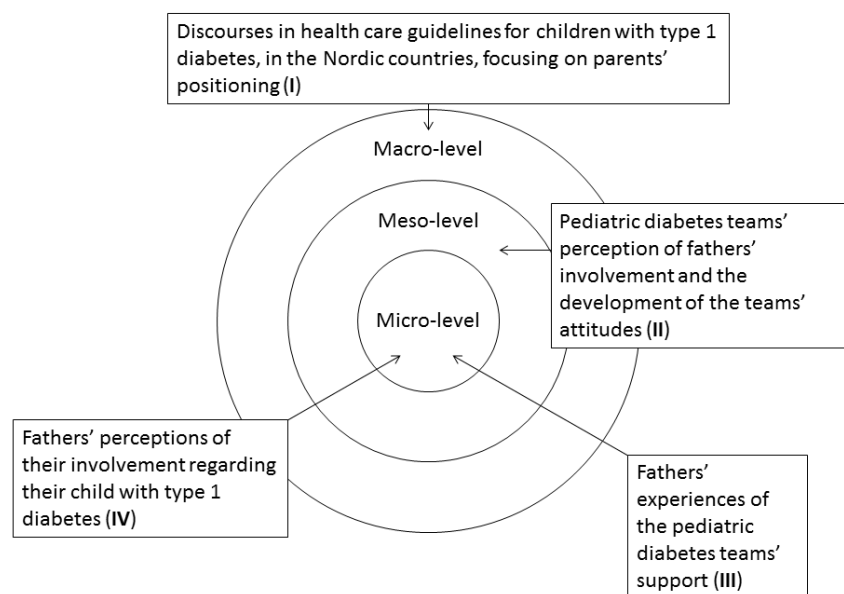 Discourses in health care guidelines for children with type 1
diabetes, in the Nordic countries, focusing on parents’
positioning (I)
Macro-level
Meso-level
Pediatric diabetes teams’
perception of fathers’
involvement and the
development of the teams’
attitudes (II)
Micro-level
Fathers’ perceptions of
their involvement regarding
their child with type 1
diabetes (IV)
Fathers’
experiences of
the pediatric
diabetes teams’
support (III)